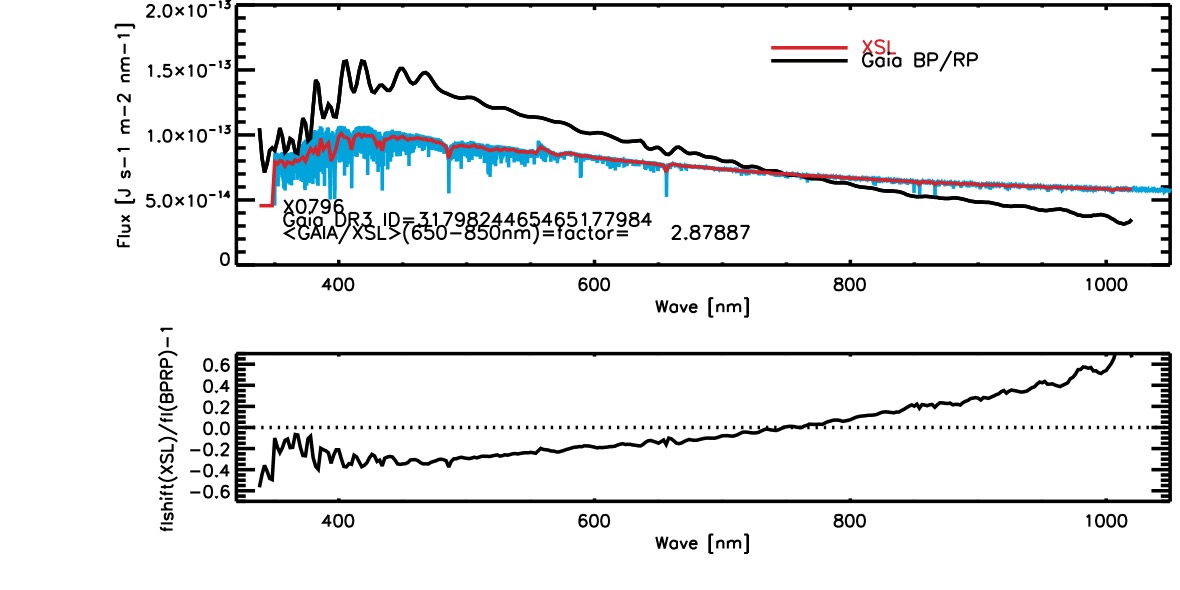 2.0×10−13
1.5×10−13
1.0×10−13
5.0×10−14
0
Flux [J s−1 m−2 nm−1]
XSL
Gaia BP/RP
X0796
Gaia DR3 ID=3179824465465177984
<GAIA/XSL>(650−850nm)=factor= 2.87887
400 600 800 1000
Wave [nm]
flshift(XSL)/fl(BPRP)−1
0.6
0.4
0.2
0.0
−0.2
−0.4
−0.6
400 600 800 1000
Wave [nm]